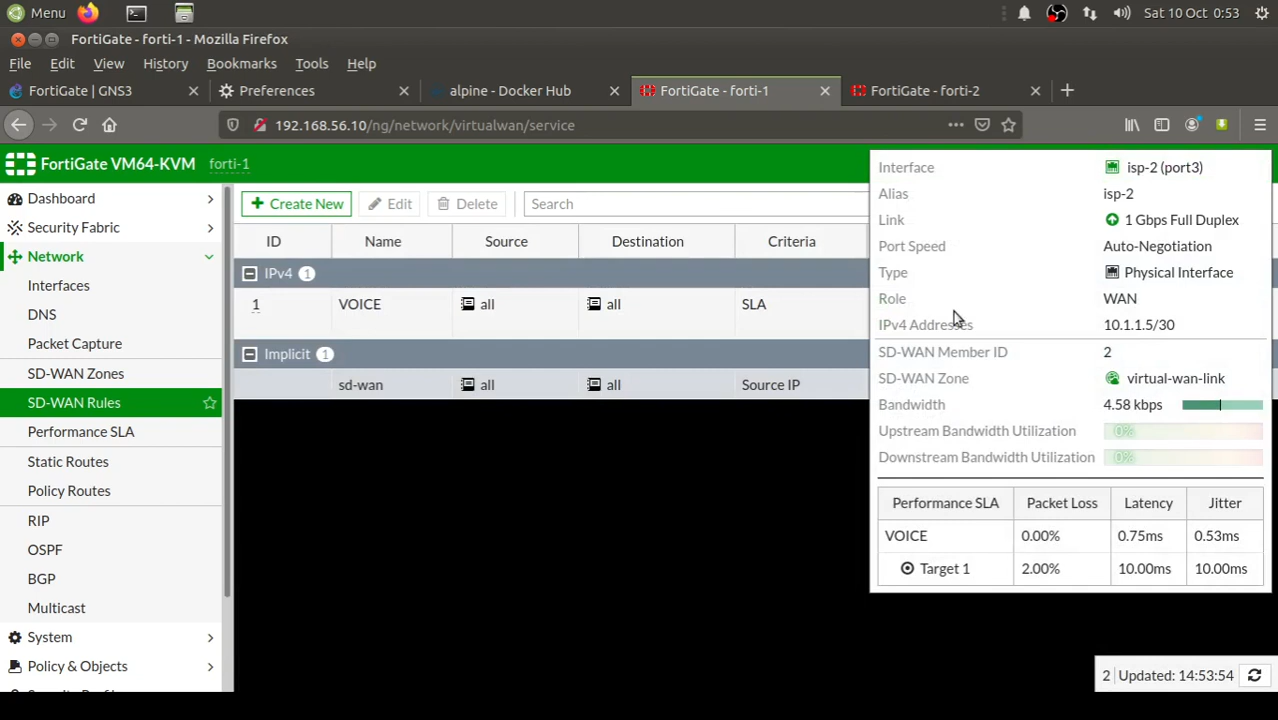 Menu
Sat 10 Oct 0:53
FortiGate - forti-1 - Mozilla Firefox
File Edit View History Bookmarks Tools Help
FortiGate | GNS3
Preferences
alpine - Docker Hub
FortiGate - forti-1
FortiGate - forti-2
192.168.56.10/ng/network/virtualwan/service
FortiGate VM64-KVM forti-1
Dashboard
Security Fabric
Network
Interfaces
DNS
Packet Capture
SD-WAN Zones
SD-WAN Rules
Performance SLA
Static Routes
Policy Routes
RIP
OSPF
BGP
Multicast
System
Policy & Objects
Create New Edit Delete Search
ID Name Source Destination Criteria
IPv4 1
1 VOICE all all SLA
Implicit 1
sd-wan all all Source IP
Interface isp-2 (port3)
Alias isp-2
Link 1 Gbps Full Duplex
Port Speed Auto-Negotiation
Type Physical Interface
Role WAN
IPv4 Addresses 10.1.1.5/30
SD-WAN Member ID 2
SD-WAN Zone virtual-wan-link
Bandwidth 4.58 kbps
Upstream Bandwidth Utilization 0%
Downstream Bandwidth Utilization 0%
Performance SLA Packet Loss Latency Jitter
VOICE 0.00% 0.75ms 0.53ms
Target 1 2.00% 10.00ms 10.00ms
2 Updated: 14:53:54